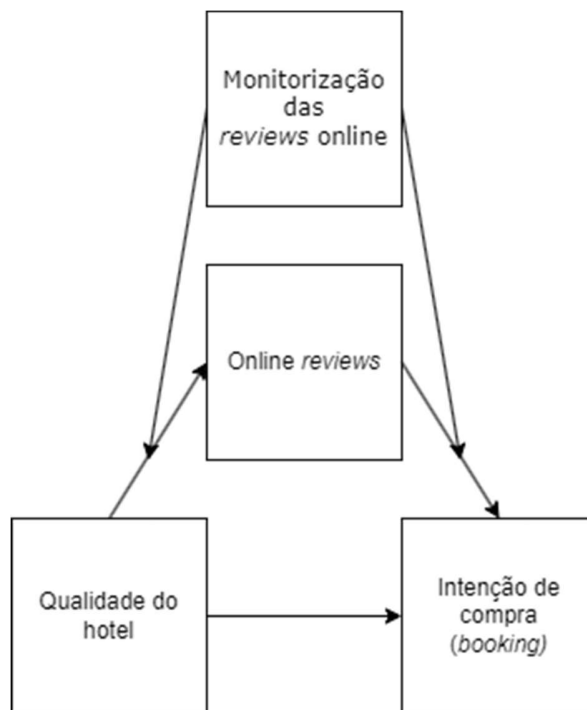 Monitorização
das
reviews online
Online reviews
Qualidade do
hotel
Intenção de
compra
(booking)